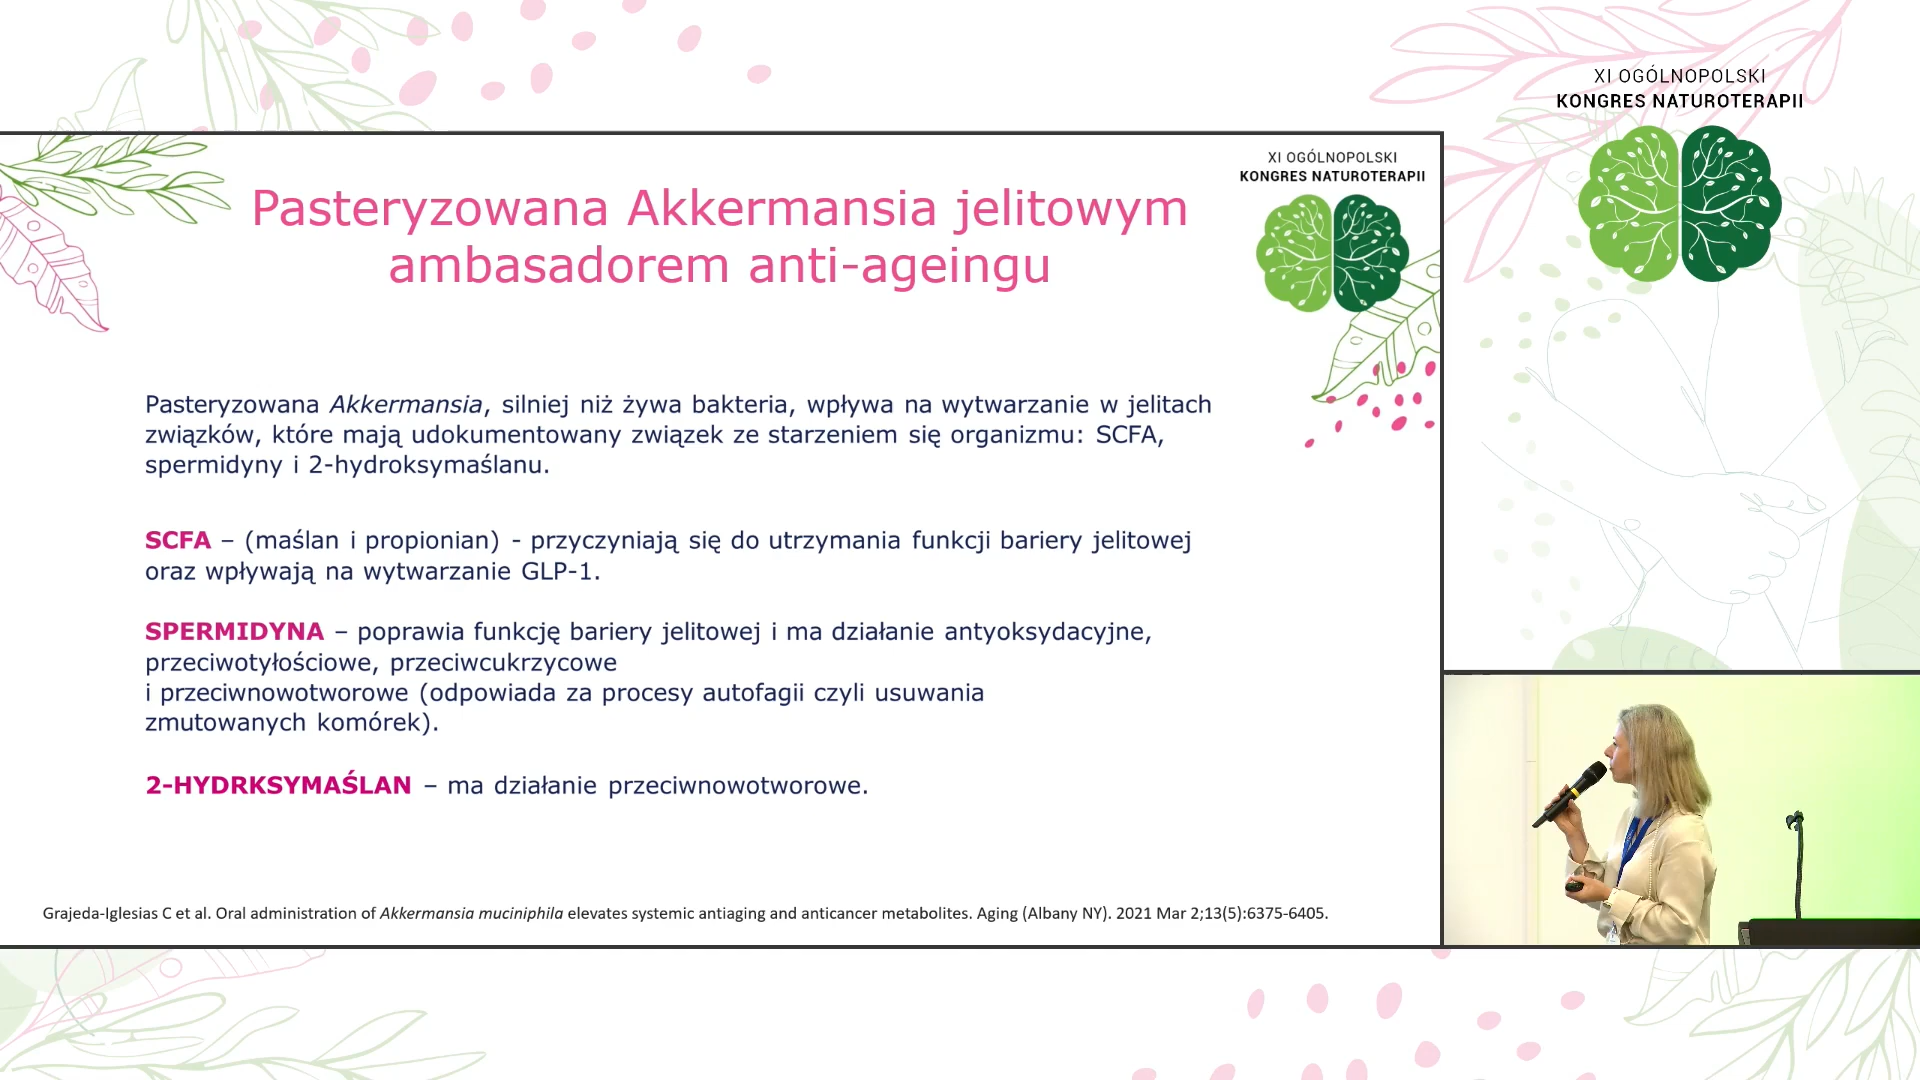 XI OGÓLNOPOLSKI
KONGRES NATUROTERAPII
XI OGÓLNOPOLSKI
KONGRES NATUROTERAPII
Pasteryzowana Akkermansia jelitowym
ambasadorem anti-ageingu
Pasteryzowana Akkermansia, silniej niż żywa bakteria, wpływa na wytwarzanie w jelitach
związków, które mają udokumentowany związek ze starzeniem się organizmu: SCFA,
spermidyny i 2-hydroksymaślanu.
SCFA – (maślan i propionian) - przyczyniają się do utrzymania funkcji bariery jelitowej
oraz wpływają na wytwarzanie GLP-1.
SPERMIDYNA – poprawia funkcję bariery jelitowej i ma działanie antyoksydacyjne,
przeciwotyłościowe, przeciwcukrzycowe
i przeciwnowotworowe (odpowiada za procesy autofagii czyli usuwania
zmutowanych komórek).
2-HYDRKSYMAŚLAN – ma działanie przeciwnowotworowe.
Grajeda-Iglesias C et al. Oral administration of Akkermansia muciniphila elevates systemic antiaging and anticancer metabolites. Aging (Albany NY). 2021 Mar 2;13(5):6375-6405.